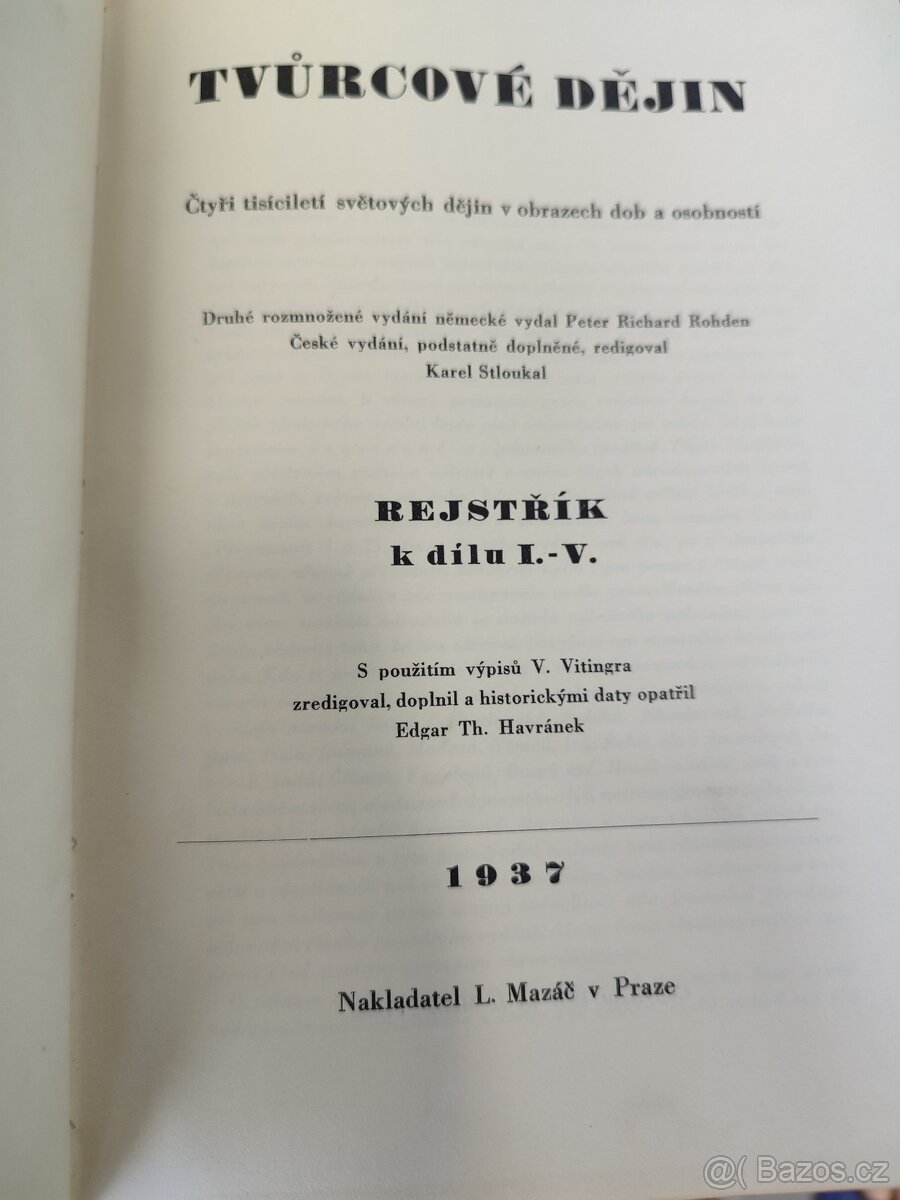 TVŮRCOVÉ DĚJIN
Čtyři tisíciletí světových dějin v obrazech dob a osobností
Druhé rozmnožené vydání německé vydal Peter Richard Rohden
České vydání, podstatně doplněné, redigoval
Karel Stloukal
REJSTŘÍK
k dílu I.-V.
S použitím výpisů V. Vitingra
zredigoval, doplnil a historickými daty opatřil
Edgar Th. Havránek
1937
Nakladatel L. Mazáč v Praze
@( Bazos.cz